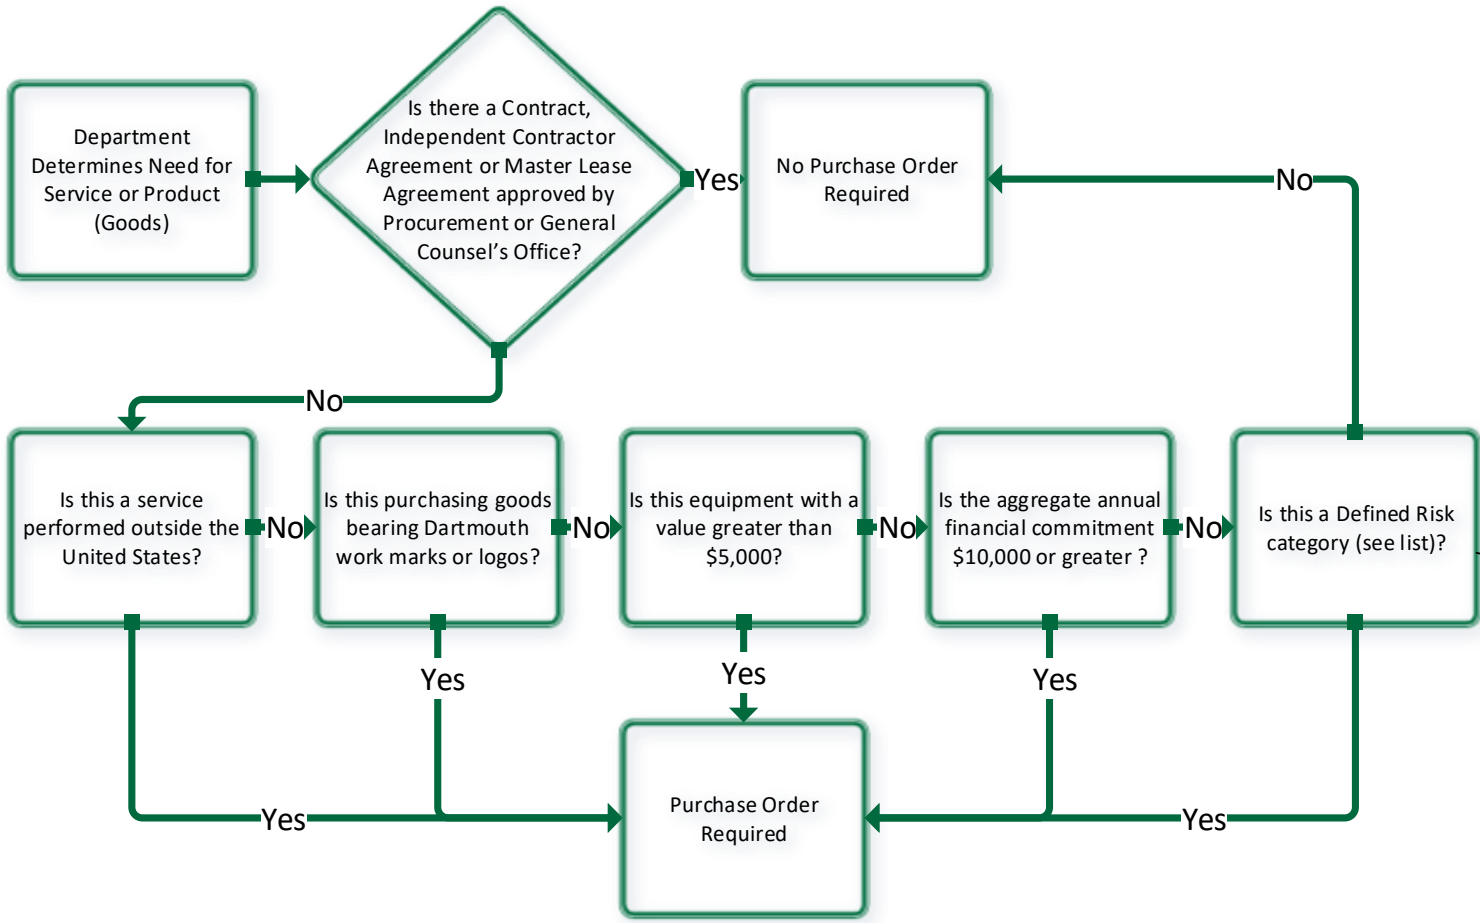 Department
Determines Need for
Service or Product
(Goods)
Is there a Contract,
Independent Contractor
Agreement or Master Lease
Agreement approved by
Procurement or General
Counsel’s Office?
Yes
No Purchase Order
Required
No
No
Is this a service
performed outside the
United States?
No
Is this purchasing goods
bearing Dartmouth
work marks or logos?
No
Is this equipment with a
value greater than
$5,000?
No
Is the aggregate annual
financial commitment
$10,000 or greater ?
No
Is this a Defined Risk
category (see list)?
Yes
Yes
Yes
Yes
Purchase Order
Required
Yes